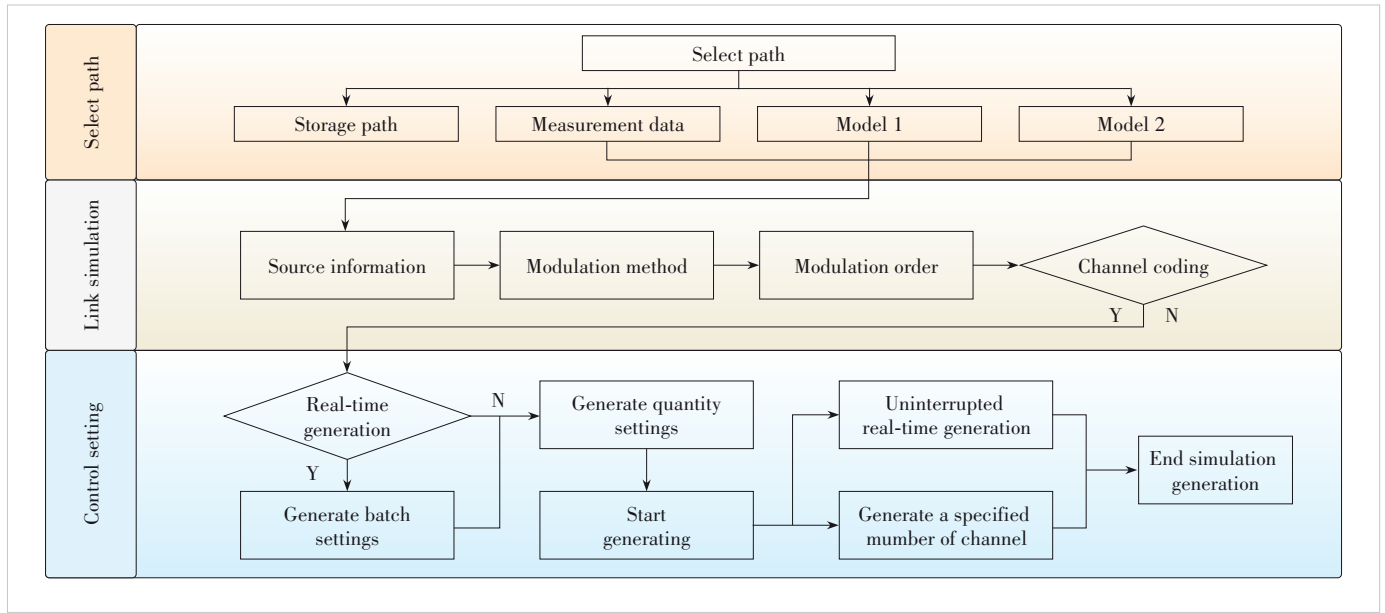 Select path
Select path
Storage path
Measurement data
Model 1
Model 2
Link simulation
Source information
Modulation method
Modulation order
Channel coding
Y
N
Control setting
Real-time
generation
N
Y
Generate batch
settings
Generate quantity
settings
Start
generating
Uninterrupted
real-time generation
Generate a specified
mumber of channel
End simulation
generation